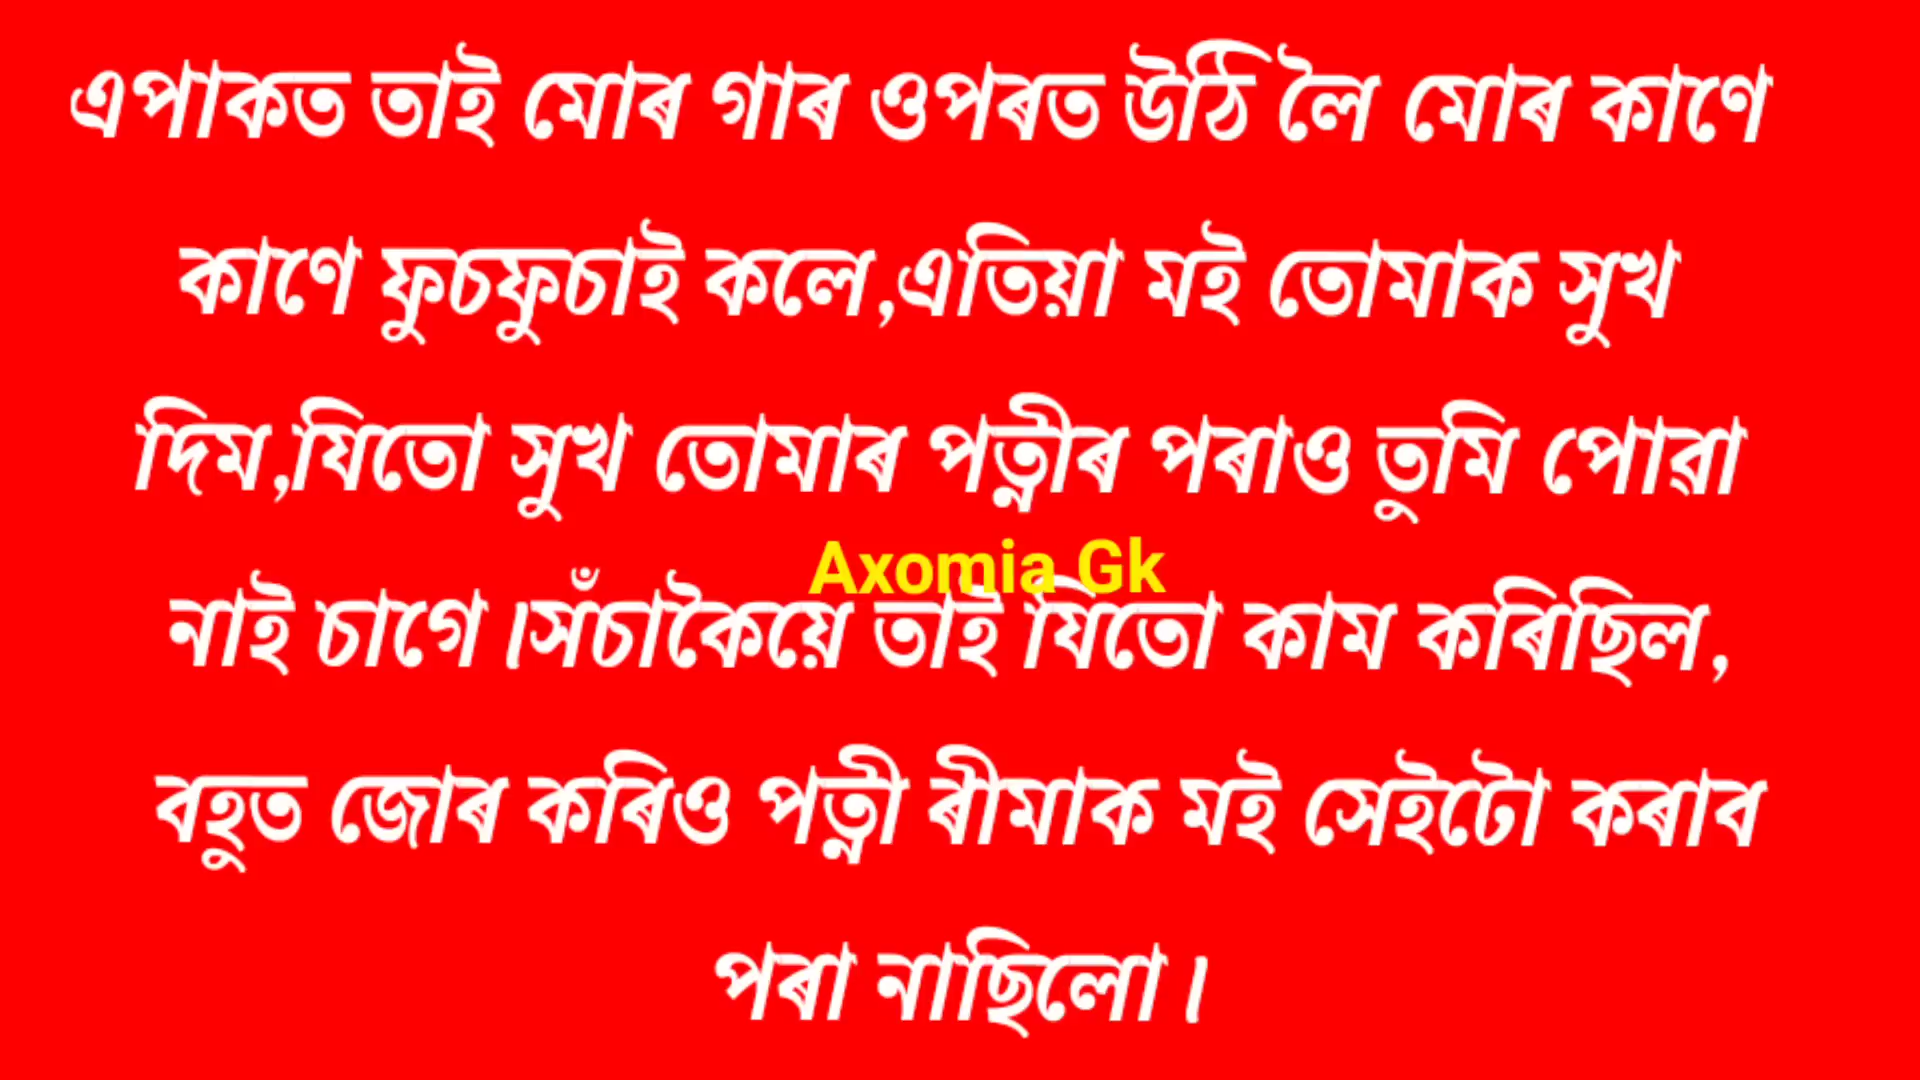 এপাকত তাই মোৰ গাৰ ওপৰত উঠি লৈ মোৰ কাণে
কাণে ফুচফুচাই কলে,এতিয়া মই তোমাক সুখ
দিম,যিতো সুখ তোমাৰ পত্নীৰ পৰাও তুমি পোৱা
Axomia Gk
নাই চাগে।সঁচাকৈয়ে তাই যিতো কাম কৰিছিল,
বহুত জোৰ কৰিও পত্নী ৰীমাক মই সেইটো কৰাব
পৰা নাছিলো।